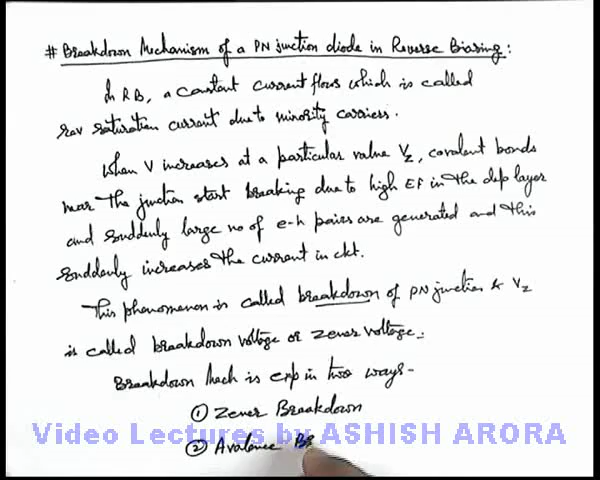 # Breakdown Mechanism of a PN junction diode in Reverse Biasing :
In RB, a constant current flows which is called
rev saturation current due to minority carriers.
When V increases at a particular value Vz, covalent bonds
near the junction start breaking due to high EF in the dep layer
and suddenly large no of e-h pairs are generated and this
suddenly increases the current in ckt.
This phenomenon is called breakdown of PN junction & Vz
is called breakdown voltage or zener voltage.
Breakdown Mech is exp in two ways-
① Zener Breakdown
Video Lectures by ASHISH ARORA
② Avalance B